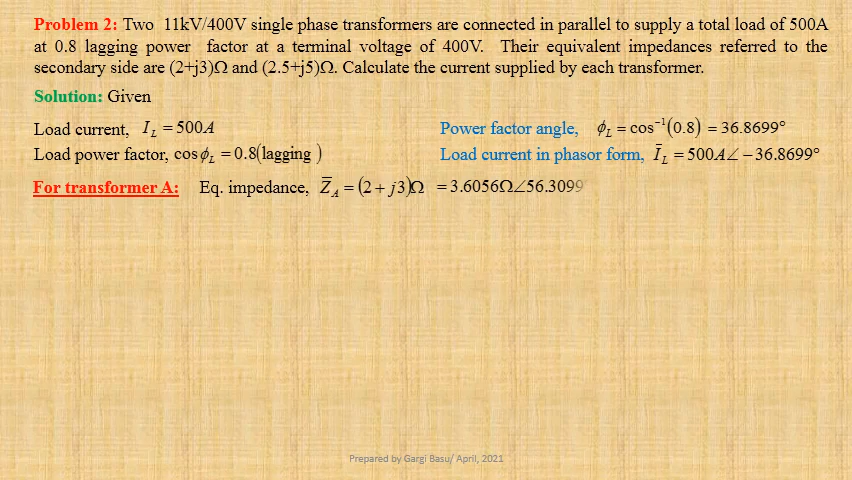 Problem 2: Two 11kV/400V single phase transformers are connected in parallel to supply a total load of 500A
at 0.8 lagging power factor at a terminal voltage of 400V. Their equivalent impedances referred to the
secondary side are (2+j3)Ω and (2.5+j5)Ω. Calculate the current supplied by each transformer.
Solution: Given
Load current, I_L = 500A
Power factor angle, ϕ_L = cos⁻¹(0.8) = 36.8699°
Load power factor, cos ϕ_L = 0.8(lagging )
Load current in phasor form, I̅_L = 500A∠ − 36.8699°
For transformer A: Eq. impedance, Z̅_A = (2 + j3)Ω = 3.6056Ω∠56.3099
Prepared by Gargi Basu/ April, 2021